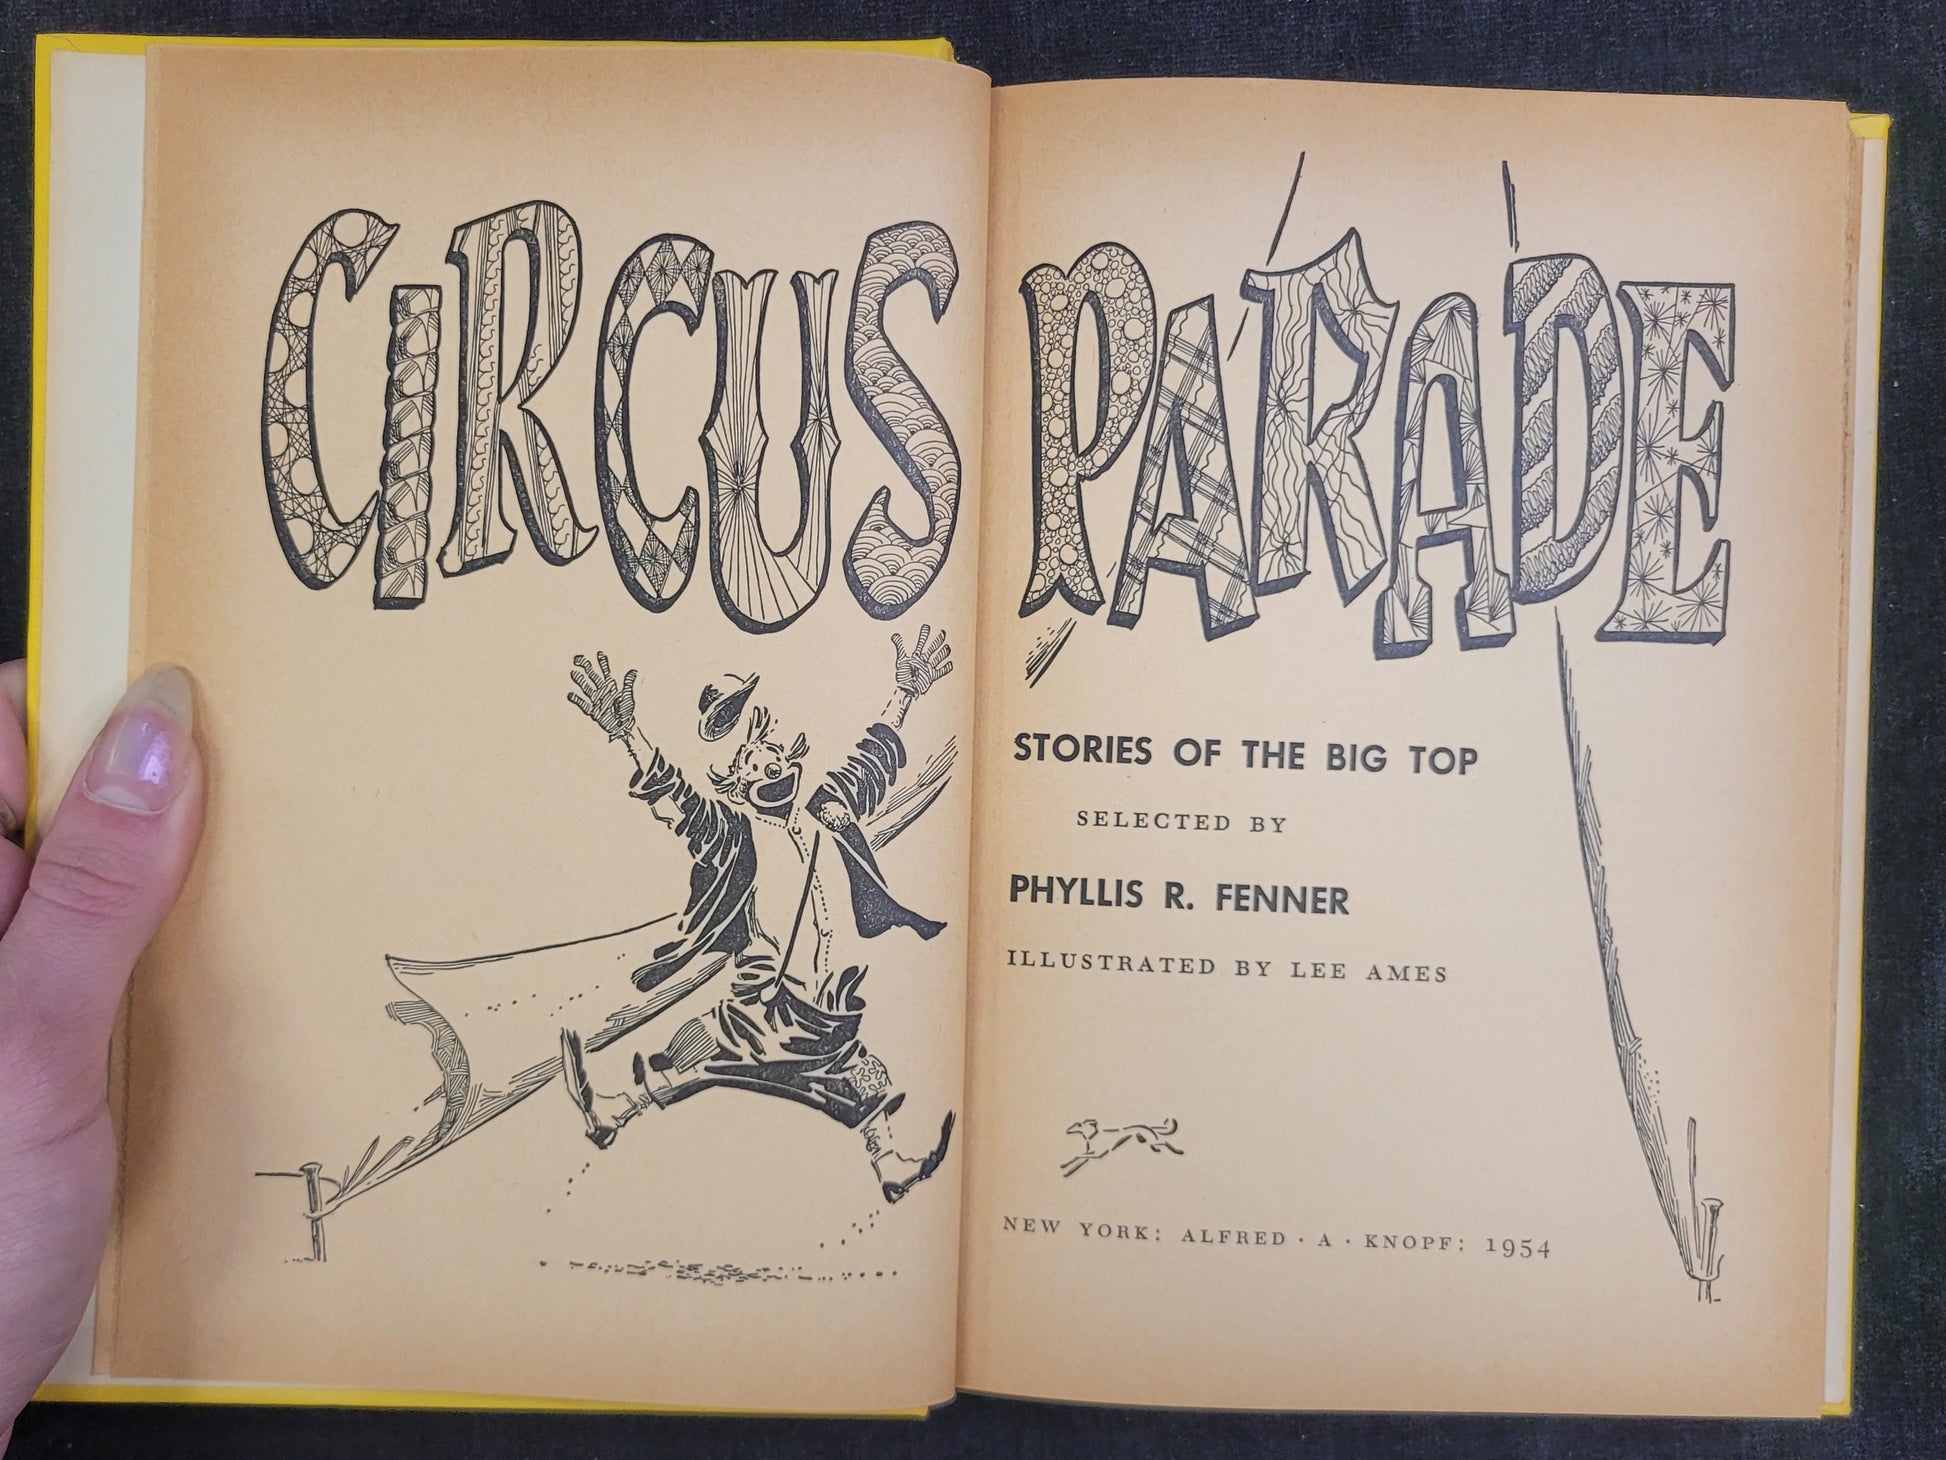 CIRCUS PARADE
STORIES OF THE BIG TOP
SELECTED BY
PHYLLIS R. FENNER
ILLUSTRATED BY LEE AMES
NEW YORK: ALFRED · A · KNOPF: 1954